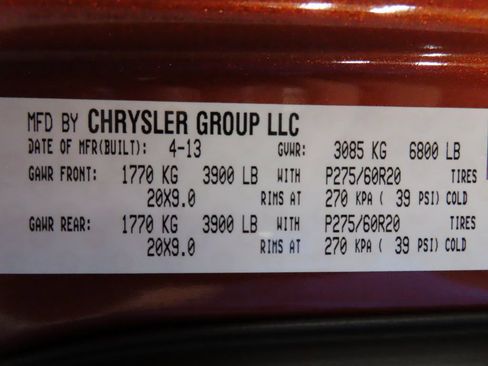 MFD BY CHRYSLER GROUP LLC
DATE OF MFR(BUILT): 4-13 GVWR: 3085 KG 6800 LB
GAWR FRONT: 1770 KG 3900 LB WITH P275/60R20 TIRES
20X9.0 RIMS AT 270 KPA ( 39 PSI) COLD
GAWR REAR: 1770 KG 3900 LB WITH P275/60R20 TIRES
20X9.0 RIMS AT 270 KPA ( 39 PSI) COLD